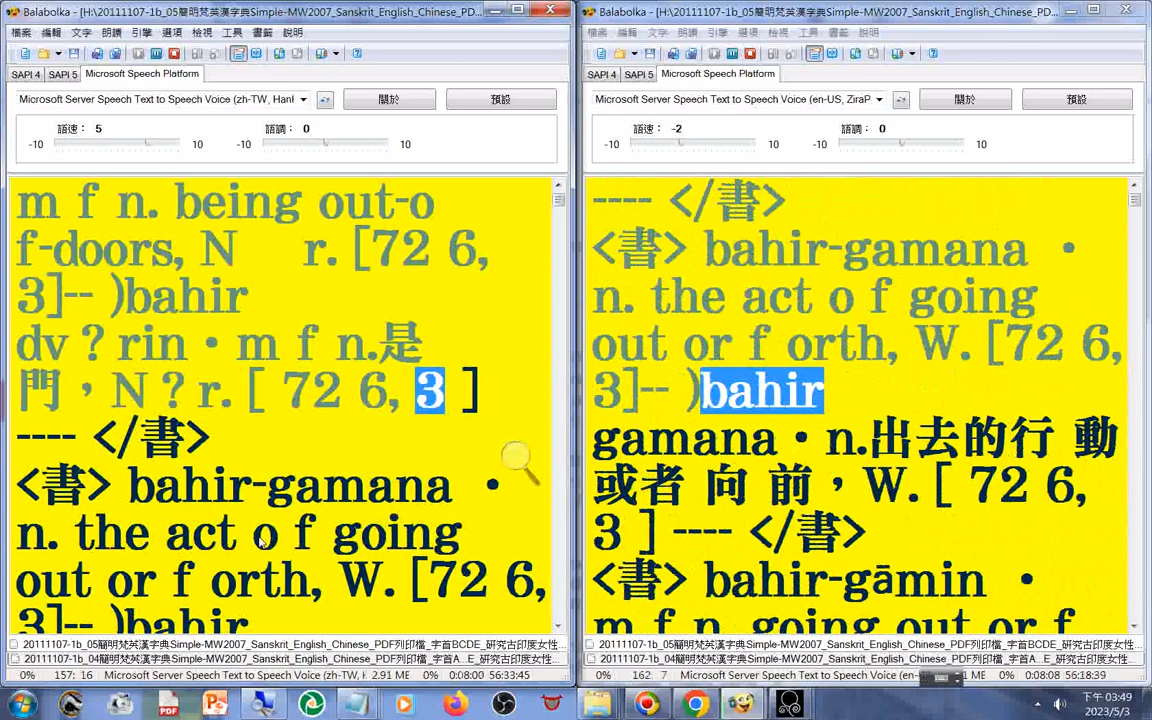 Balabolka - [H:\20111107-1b_05簡明梵英漢字典Simple-MW2007_Sanskrit_English_Chinese_PD...
檔案 編輯 文字 朗讀 引擎 選項 檢視 工具 書籤 說明
SAPI 4 SAPI 5 Microsoft Speech Platform
Microsoft Server Speech Text to Speech Voice (zh-TW, Hanl
關於
預設
語速： 5
語調： 0
-10 10 -10 10
m f n. being out-o
f-doors, N r. [72 6,
3]-- )bahir
dv？rin・m f n.是
門，N？r. [ 72 6, 3 ]
---- </書>
<書> bahir-gamana ・
n. the act o f going
out or f orth, W. [72 6,
3]-- )bahir
20111107-1b_05簡明梵英漢字典Simple-MW2007_Sanskrit_English_Chinese_PDF列印檔_字首BCDE_研究古印度女性...
20111107-1b_04簡明梵英漢字典Simple-MW2007_Sanskrit_English_Chinese_PDF列印檔_字首A...E_研究古印度女性...
0% 157: 16 Microsoft Server Speech Text to Speech Voice (zh-TW, H 2.91 MB 0% 0:08:00 56:33:45
Balabolka - [H:\20111107-1b_05簡明梵英漢字典Simple-MW2007_Sanskrit_English_Chinese_PD...
檔案 編輯 文字 朗讀 引擎 選項 檢視 工具 書籤 說明
SAPI 4 SAPI 5 Microsoft Speech Platform
Microsoft Server Speech Text to Speech Voice (en-US, ZiraP
關於
預設
語速： -2
語調： 0
-10 10 -10 10
---- </書>
<書> bahir-gamana ・
n. the act o f going
out or f orth, W. [72 6,
3]-- )bahir
gamana・n.出去的行 動
或者 向 前，W. [ 72 6,
3 ] ---- </書>
<書> bahir-gāmin ・
m f n. going out or f
20111107-1b_05簡明梵英漢字典Simple-MW2007_Sanskrit_English_Chinese_PDF列印檔_字首BCDE_研究古印度女性...
20111107-1b_04簡明梵英漢字典Simple-MW2007_Sanskrit_English_Chinese_PDF列印檔_字首A...E_研究古印度女性...
0% 162: 7 Microsoft Server Speech Text to Speech Voice (en-US, MB 0% 0:08:08 56:18:39
下午 03:49
2023/5/3